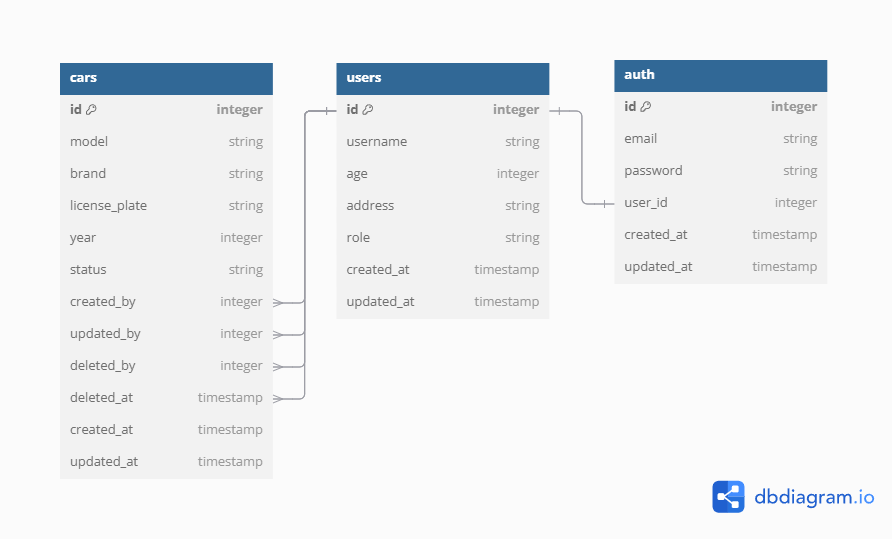 cars
id integer
model string
brand string
license_plate string
year integer
status string
created_by integer
updated_by integer
deleted_by integer
deleted_at timestamp
created_at timestamp
updated_at timestamp
users
id integer
username string
age integer
address string
role string
created_at timestamp
updated_at timestamp
auth
id integer
email string
password string
user_id integer
created_at timestamp
updated_at timestamp
dbdiagram.io